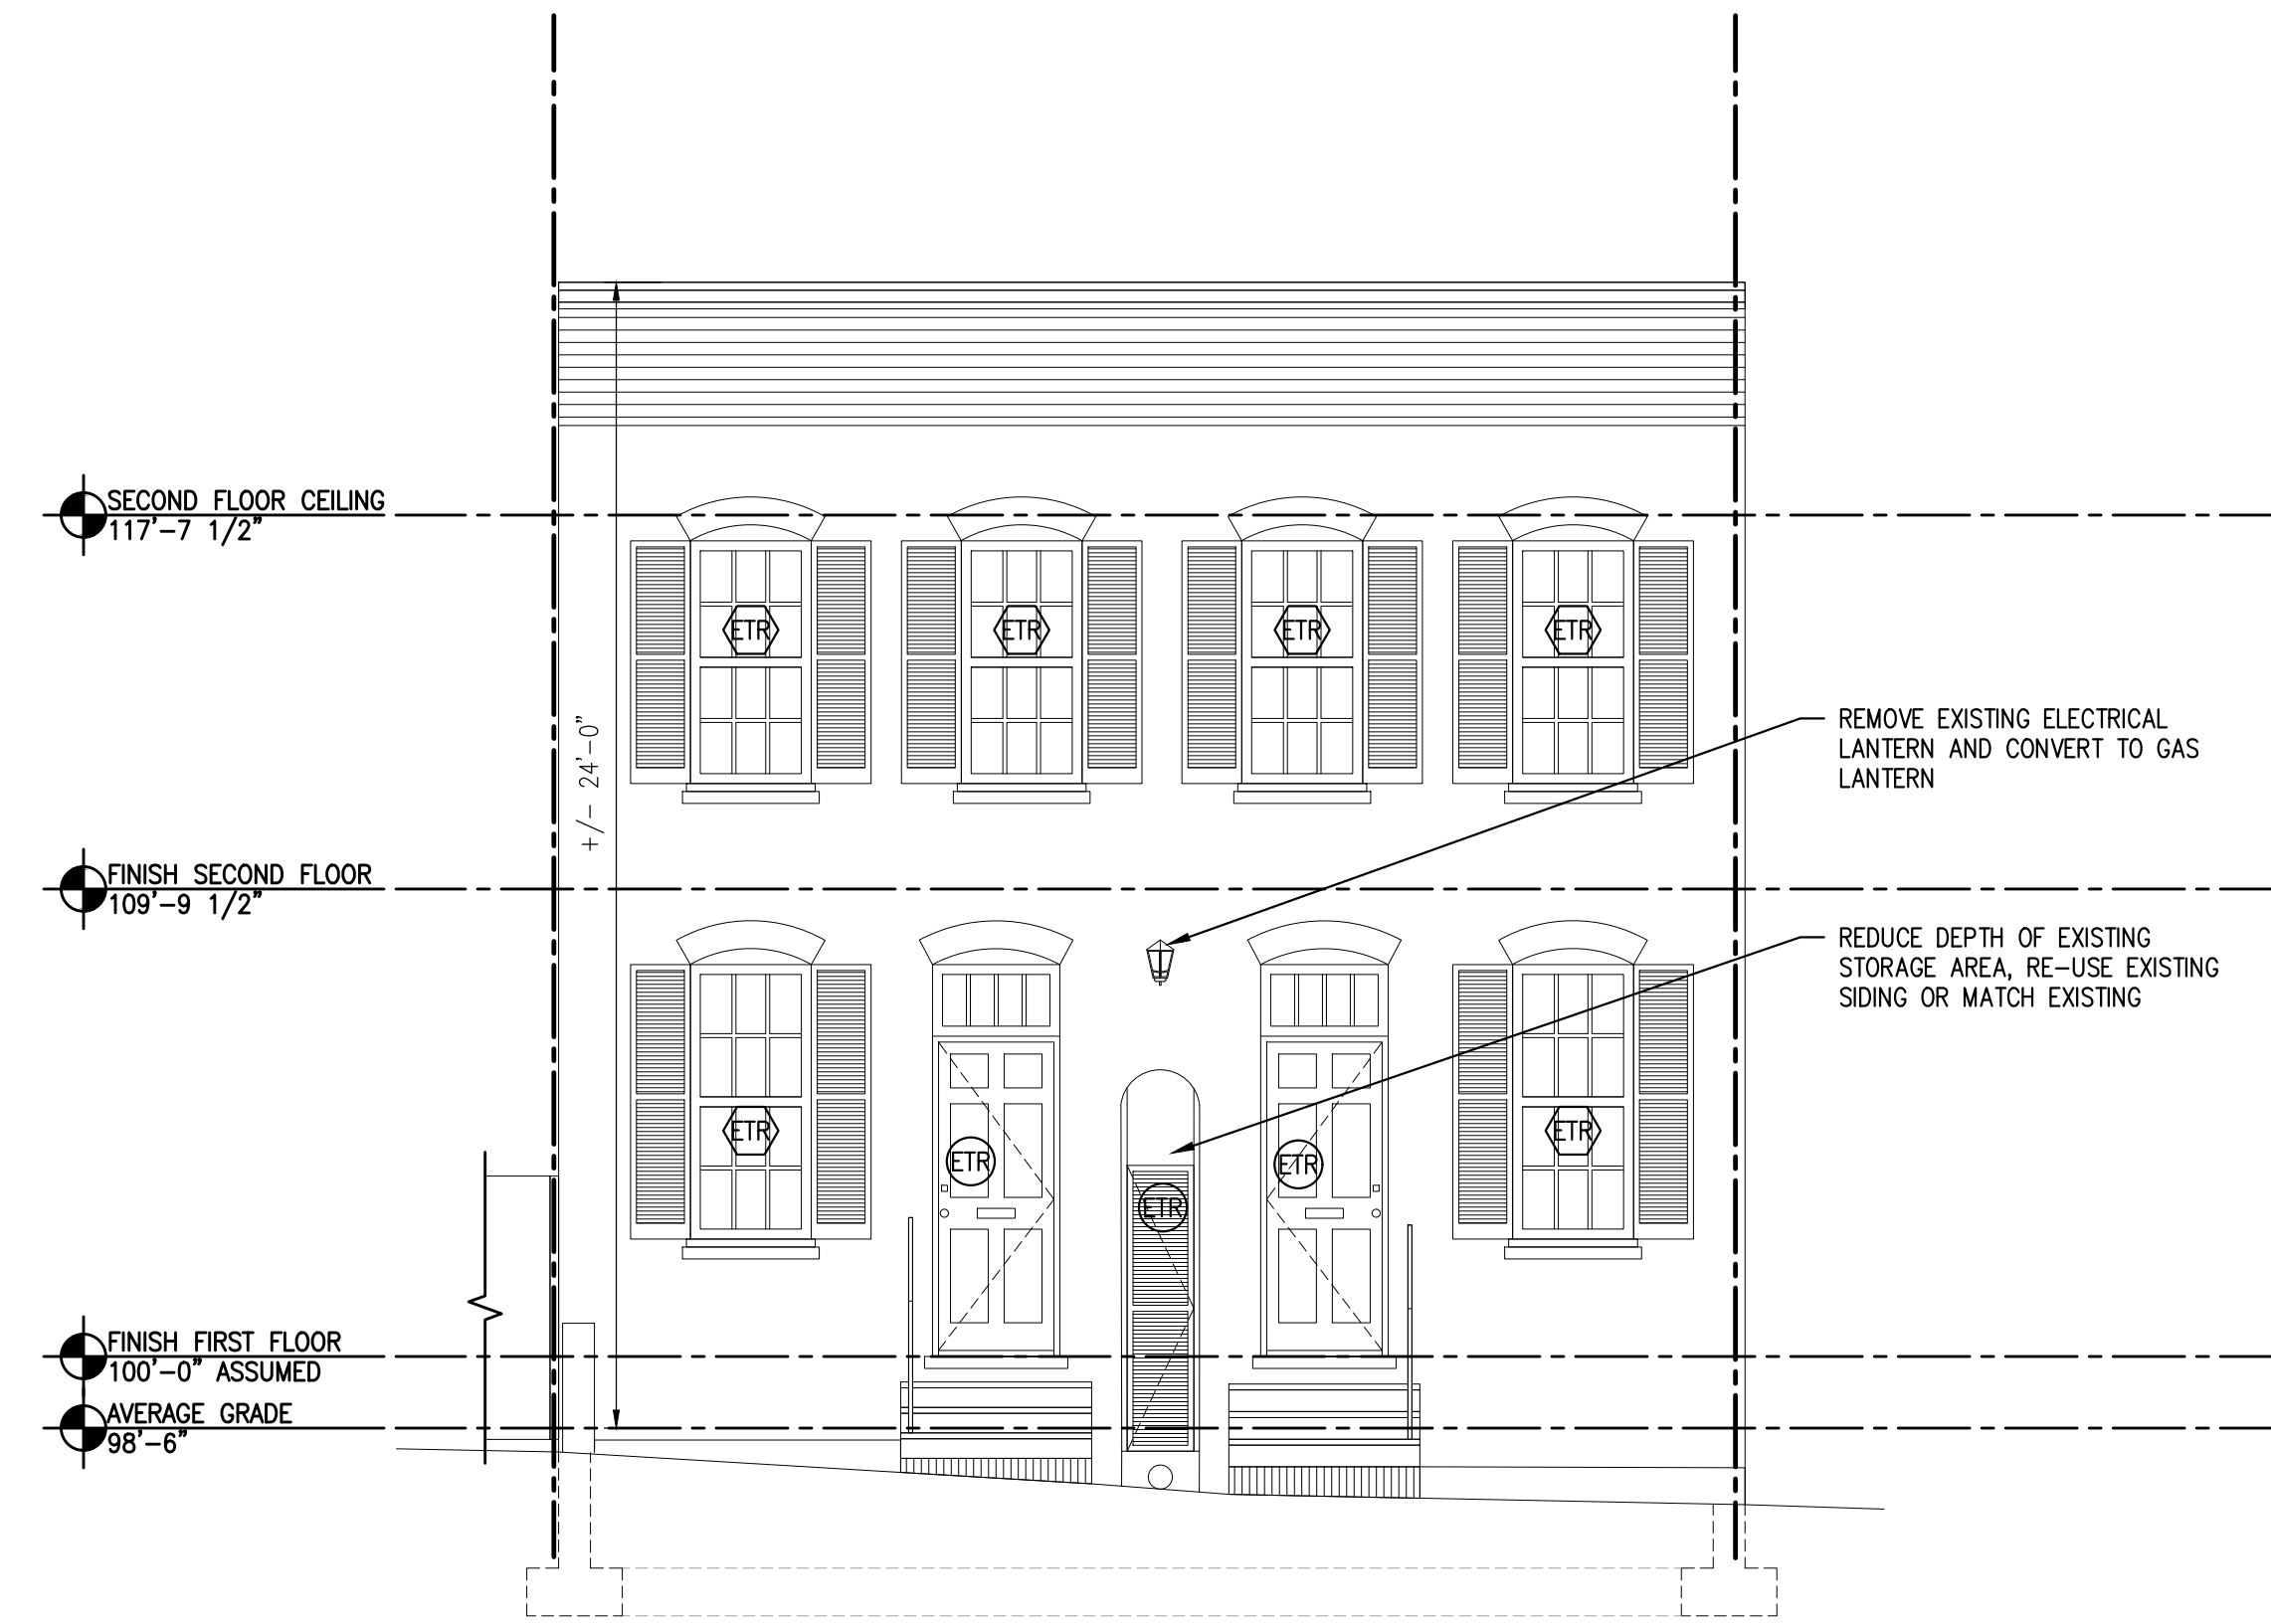 SECOND FLOOR CEILING
117'-7 1/2"
ETR
ETR
ETR
ETR
REMOVE EXISTING ELECTRICAL
LANTERN AND CONVERT TO GAS
LANTERN
+/- 24'-0"
FINISH SECOND FLOOR
109'-9 1/2"
REDUCE DEPTH OF EXISTING
STORAGE AREA, RE-USE EXISTING
SIDING OR MATCH EXISTING
ETR
ETR
ETR
ETR
ETR
FINISH FIRST FLOOR
100'-0" ASSUMED
AVERAGE GRADE
98'-6"